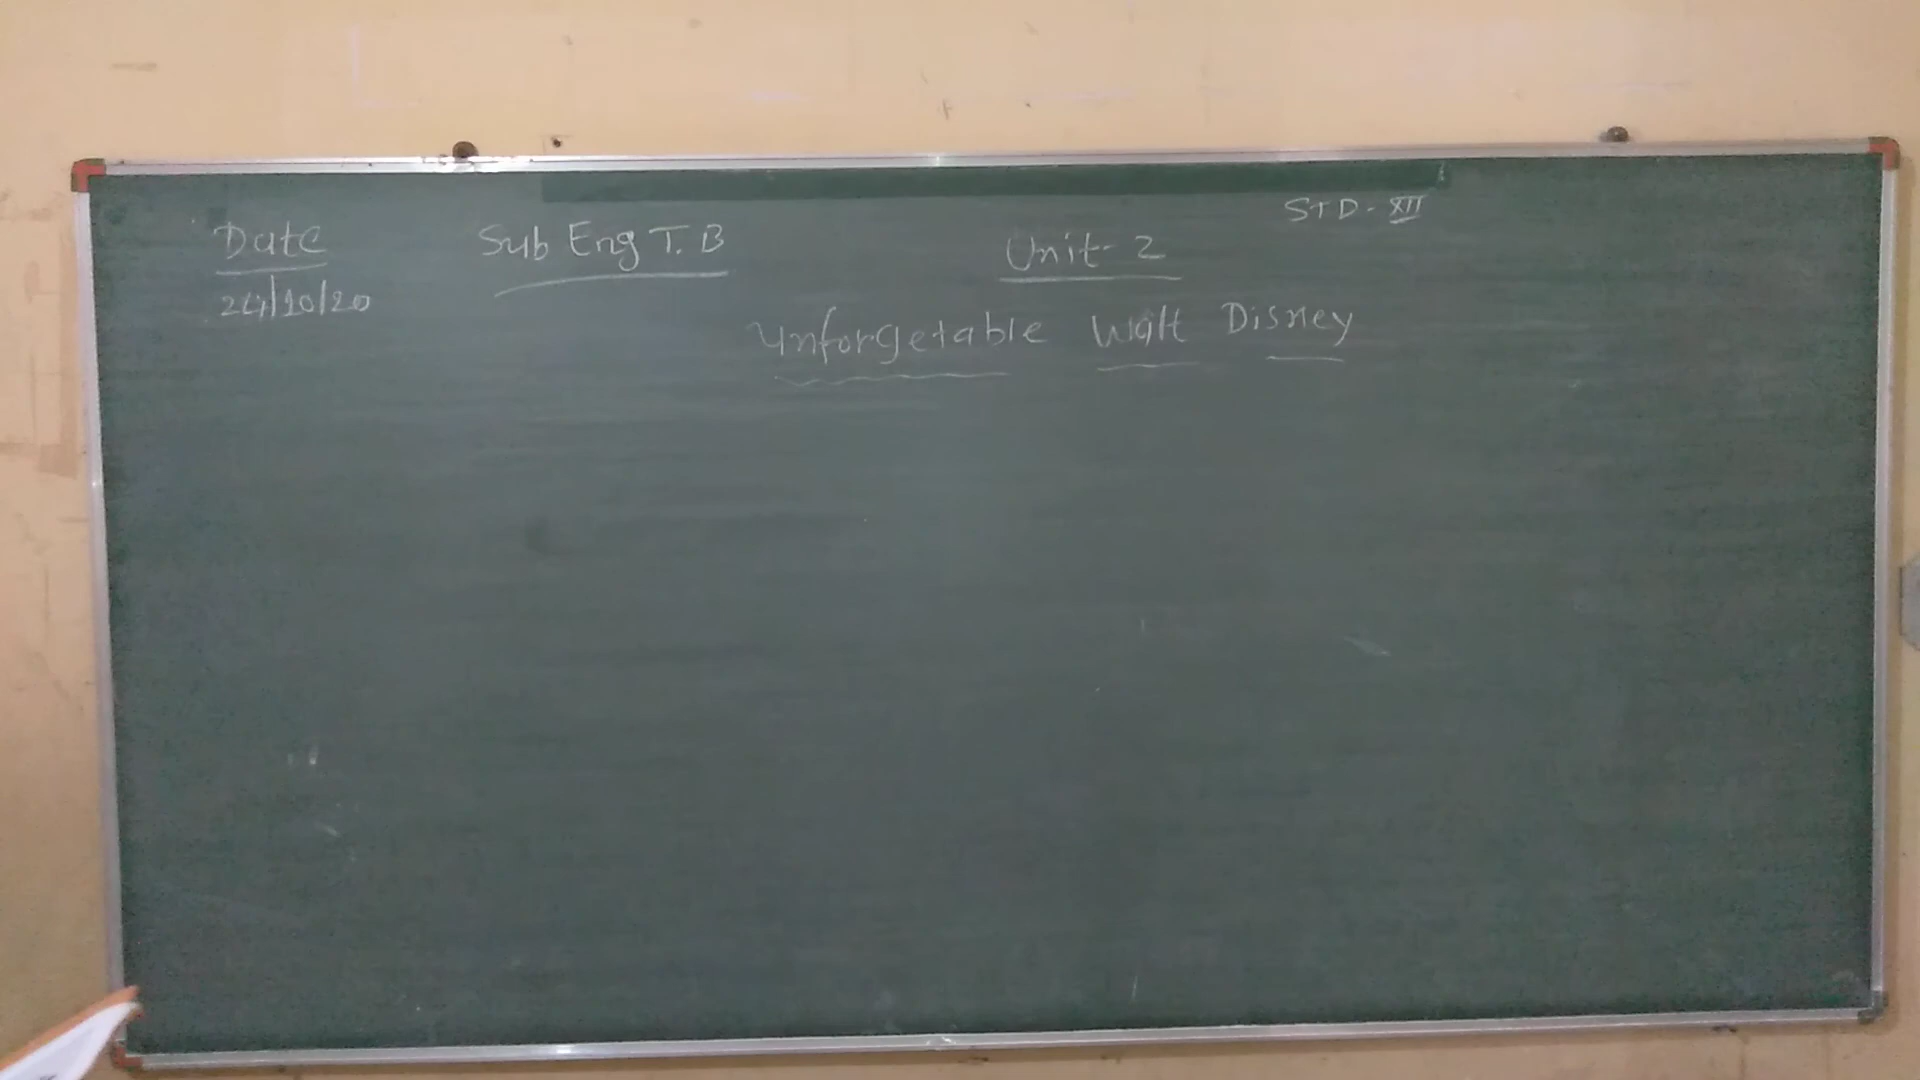 STD - XII
Date Sub Eng T. B Unit- 2
24/10/20
Unforgetable Walt Disney